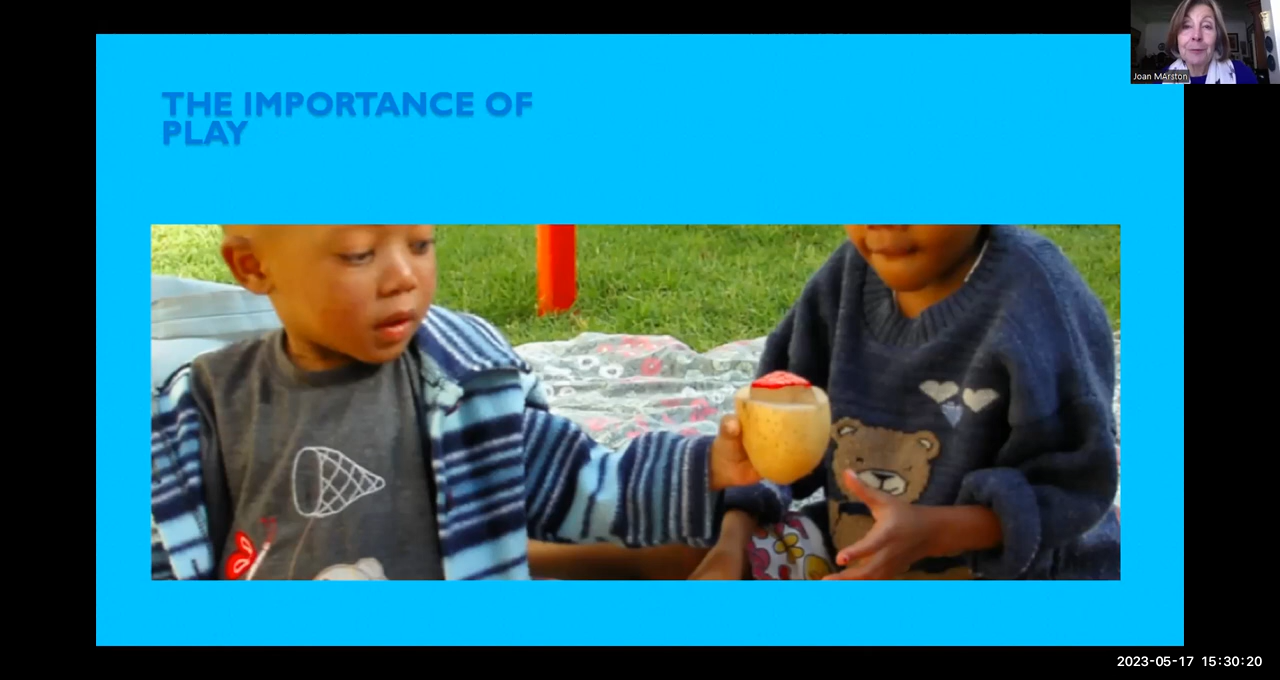 THE IMPORTANCE OF
PLAY
Joan MArston
2023-05-17 15:30:20